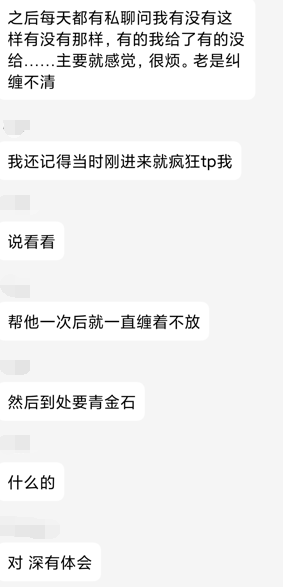 之后每天都有私聊问我有没有这
样有没有那样，有的我给了有的没
给……主要就感觉，很烦。老是纠
缠不清
我还记得当时刚进来就疯狂tp我
说看看
帮他一次后就一直缠着不放
然后到处要青金石
什么的
对 深有体会